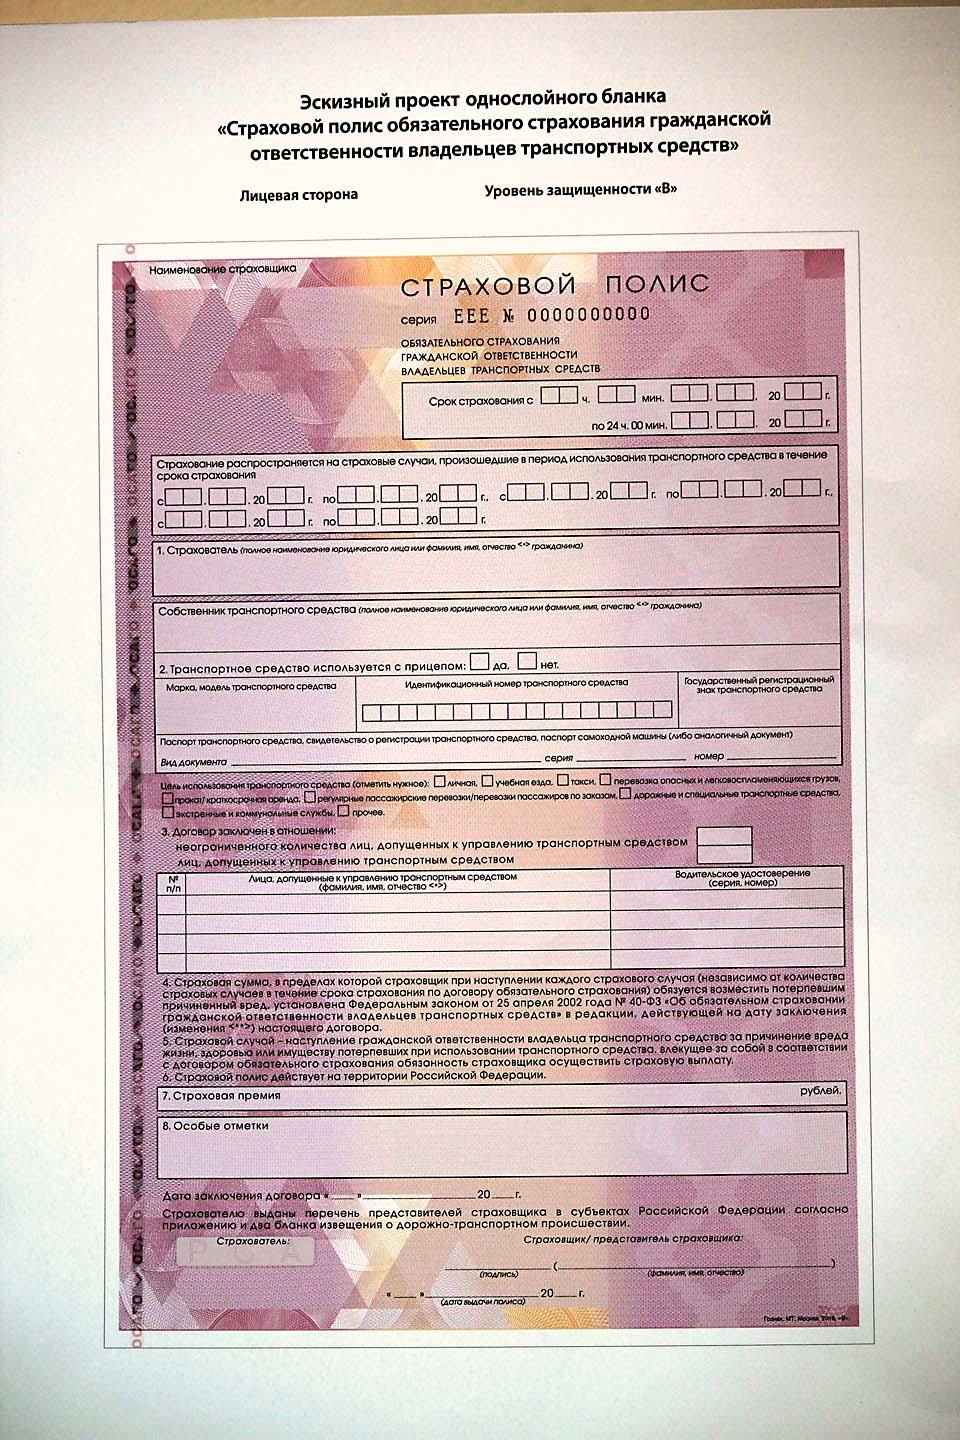 Эскизный проект однослойного бланка
«Страховой полис обязательного страхования гражданской
ответственности владельцев транспортных средств»
Лицевая сторона Уровень защищенности «В»
Наименование страховщика
СТРАХОВОЙ ПОЛИС
серия ЕЕЕ № 0000000000
ОБЯЗАТЕЛЬНОГО СТРАХОВАНИЯ
ГРАЖДАНСКОЙ ОТВЕТСТВЕННОСТИ
ВЛАДЕЛЬЦЕВ ТРАНСПОРТНЫХ СРЕДСТВ
Срок страхования с ч. мин. . . 20 г.
по 24 ч. 00 мин. . . 20 г.
Страхование распространяется на страховые случаи, произошедшие в период использования транспортного средства в течение
срока страхования
с . . 20 г. по . . 20 г., с . . 20 г. по . . 20 г.,
с . . 20 г. по . . 20 г.
1. Страхователь (полное наименование юридического лица или фамилия, имя, отчество <*> гражданина)
Собственник транспортного средства (полное наименование юридического лица или фамилия, имя, отчество <*> гражданина)
2. Транспортное средство используется с прицепом: да, нет.
Марка, модель транспортного средства
Идентификационный номер транспортного средства
Государственный регистрационный
знак транспортного средства
Паспорт транспортного средства, свидетельство о регистрации транспортного средства, паспорт самоходной машины (либо аналогичный документ)
Вид документа серия номер
Цель использования транспортного средства (отметить нужное): личная, учебная езда, такси, перевозка опасных и легковоспламеняющихся грузов,
прокат/краткосрочная аренда, регулярные пассажирские перевозки/перевозки пассажиров по заказам, дорожные и специальные транспортные средства,
экстренные и коммунальные службы, прочее.
3. Договор заключен в отношении:
неограниченного количества лиц, допущенных к управлению транспортным средством
лиц, допущенных к управлению транспортным средством
№
п/п
Лица, допущенные к управлению транспортным средством
(фамилия, имя, отчество <*>)
Водительское удостоверение
(серия, номер)
4. Страховая сумма, в пределах которой страховщик при наступлении каждого страхового случая (независимо от количества
страховых случаев в течение срока страхования по договору обязательного страхования) обязуется возместить потерпевшим
причиненный вред, установлена Федеральным законом от 25 апреля 2002 года № 40-ФЗ «Об обязательном страховании
гражданской ответственности владельцев транспортных средств» в редакции, действующей на дату заключения
(изменения <**>) настоящего договора.
5. Страховой случай – наступление гражданской ответственности владельца транспортного средства за причинение вреда
жизни, здоровью или имуществу потерпевших при использовании транспортного средства, влекущее за собой в соответствии
с договором обязательного страхования обязанность страховщика осуществить страховую выплату.
6. Страховой полис действует на территории Российской Федерации.
7. Страховая премия рублей.
8. Особые отметки
Дата заключения договора « » 20 г.
Страхователю выданы перечень представителей страховщика в субъектах Российской Федерации согласно
приложению и два бланка извещения о дорожно-транспортном происшествии.
Страхователь: Страховщик/ представитель страховщика:
РСА
( )
(подпись) (фамилия, имя, отчество)
« » 20 г.
(дата выдачи полиса)
Гознак, МТ, Москва, 2016, «В».
ОСАГО ОСАГО ОСАГО ОСАГО ОСАГО ОСАГО ОСАГО ОСАГО ОСАГО